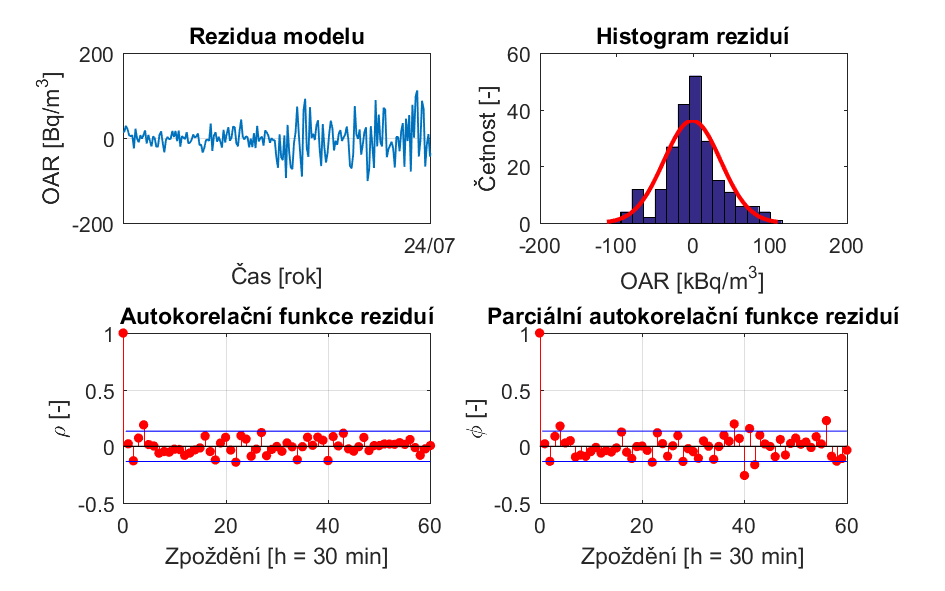 Rezidua modelu
200
0
-200
OAR [Bq/m³]
24/07
Čas [rok]
Histogram reziduí
60
40
20
0
Četnost [-]
-200 -100 0 100 200
OAR [kBq/m³]
Autokorelační funkce reziduí
1
0.5
0
-0.5
ρ [-]
0 20 40 60
Zpoždění [h = 30 min]
Parciální autokorelační funkce reziduí
1
0.5
0
-0.5
ϕ [-]
0 20 40 60
Zpoždění [h = 30 min]